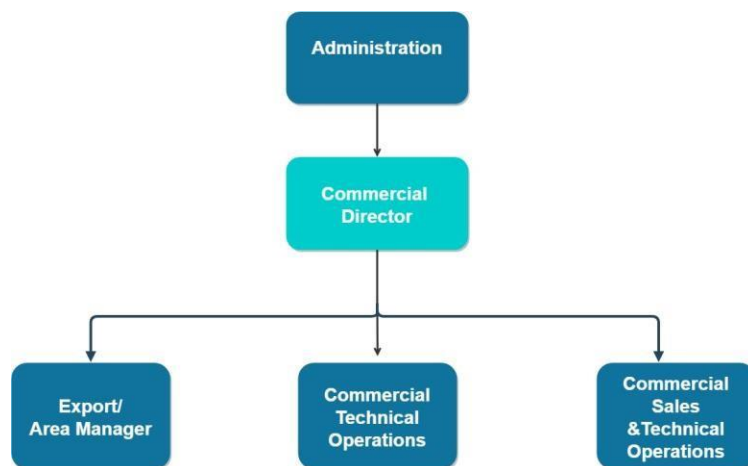 Administration
Commercial
Director
Export/
Area Manager
Commercial
Technical
Operations
Commercial
Sales
&Technical
Operations